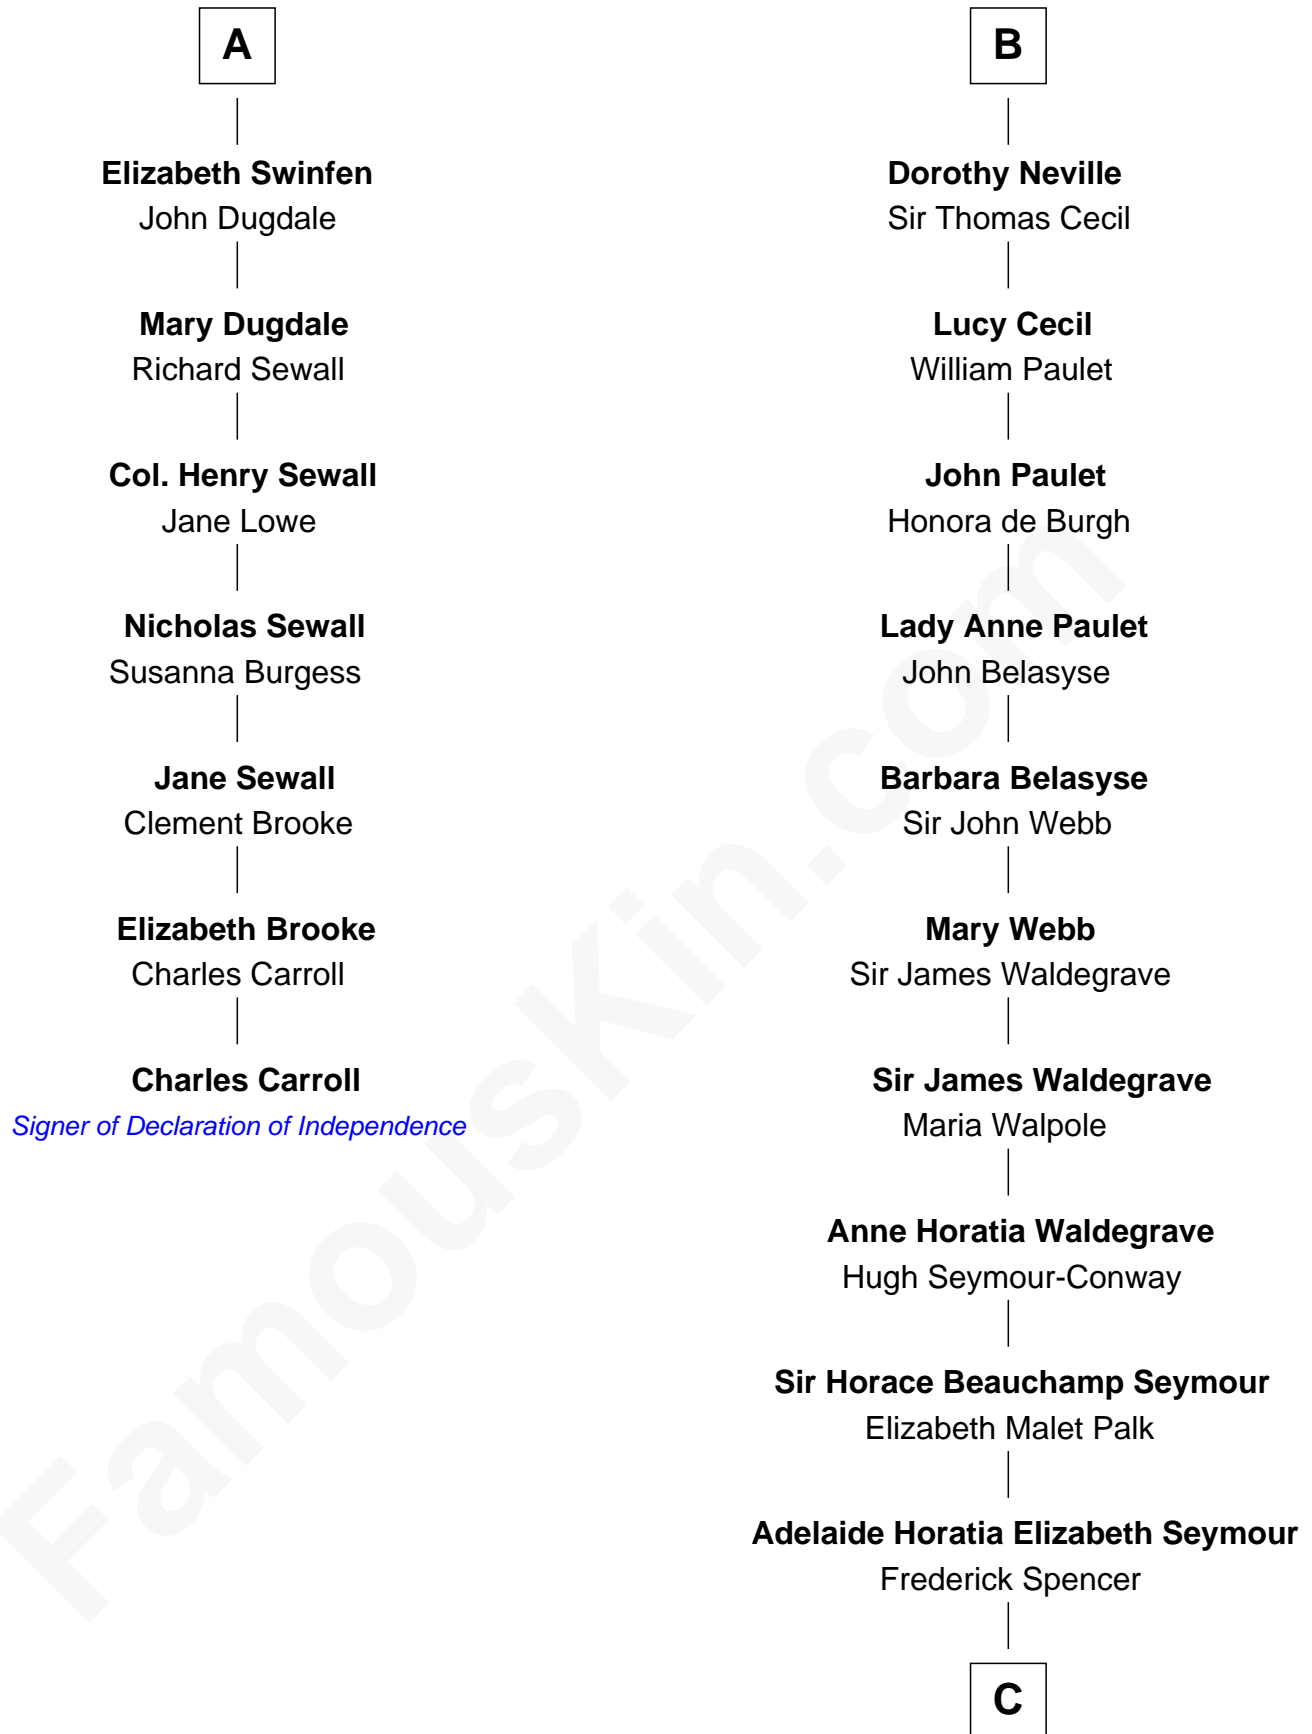 A
Elizabeth Swinfen
John Dugdale
Mary Dugdale
Richard Sewall
Col. Henry Sewall
Jane Lowe
Nicholas Sewall
Susanna Burgess
Jane Sewall
Clement Brooke
Elizabeth Brooke
Charles Carroll
Charles Carroll
Signer of Declaration of Independence
B
Dorothy Neville
Sir Thomas Cecil
Lucy Cecil
William Paulet
John Paulet
Honora de Burgh
Lady Anne Paulet
John Belasyse
Barbara Belasyse
Sir John Webb
Mary Webb
Sir James Waldegrave
Sir James Waldegrave
Maria Walpole
Anne Horatia Waldegrave
Hugh Seymour-Conway
Sir Horace Beauchamp Seymour
Elizabeth Malet Palk
Adelaide Horatia Elizabeth Seymour
Frederick Spencer
C
FamousKin.com